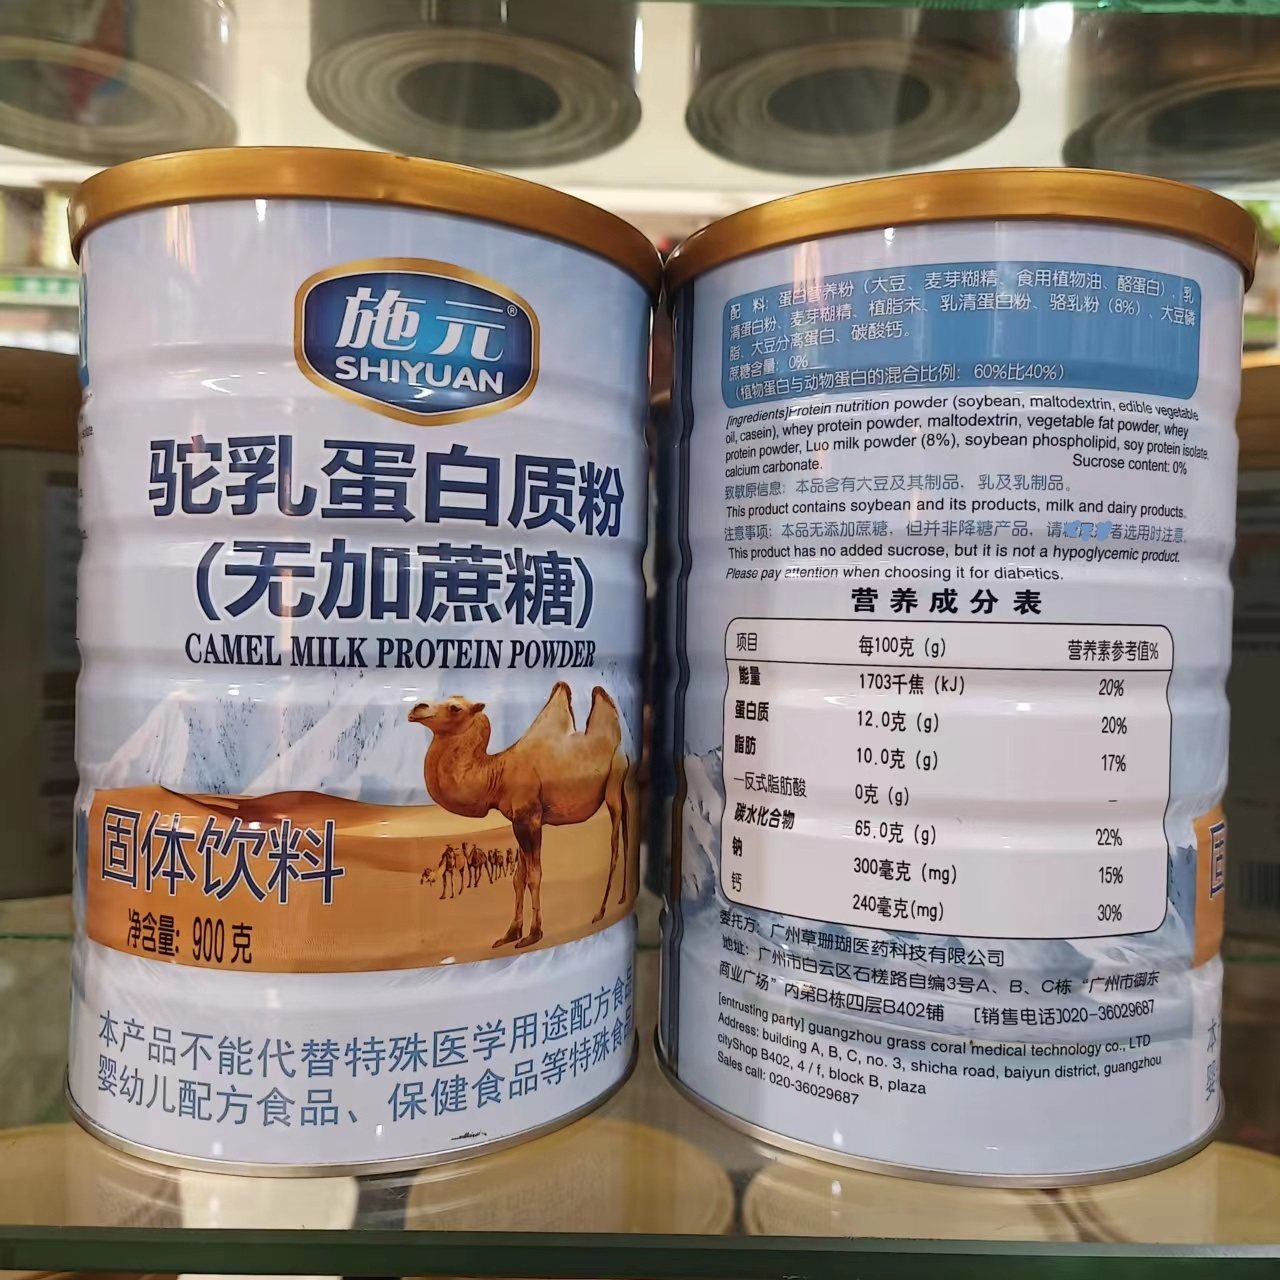 施元®
SHIYUAN
驼乳蛋白质粉
(无加蔗糖)
CAMEL MILK PROTEIN POWDER
固体饮料
净含量: 900克
本产品不能代替特殊医学用途配方食品
婴幼儿配方食品、保健食品等特殊食品
配 料: 蛋白营养粉（大豆、麦芽糊精、食用植物油、酪蛋白）、乳
清蛋白粉、麦芽糊精、植脂末、乳清蛋白粉、骆乳粉（8%）、大豆磷
脂、大豆分离蛋白、碳酸钙。
蔗糖含量: 0%
（植物蛋白与动物蛋白的混合比例: 60%比40%）
[ingredients]Protein nutrition powder (soybean, maltodextrin, edible vegetable
oil, casein), whey protein powder, maltodextrin, vegetable fat powder, whey
protein powder, Luo milk powder (8%), soybean phospholipid, soy protein isolate,
calcium carbonate. Sucrose content: 0%
致敏原信息: 本品含有大豆及其制品、乳及乳制品。
This product contains soybean and its products, milk and dairy products.
注意事项: 本品无添加蔗糖, 但并非降糖产品, 请 者选用时注意.
This product has no added sucrose, but it is not a hypoglycemic product.
Please pay attention when choosing it for diabetics.
营养成分表
项目 每100克 (g) 营养素参考值%
能量 1703千焦 (kJ) 20%
蛋白质 12.0克 (g) 20%
脂肪 10.0克 (g) 17%
—反式脂肪酸 0克 (g) –
碳水化合物 65.0克 (g) 22%
钠 300毫克 (mg) 15%
钙 240毫克(mg) 30%
委托方: 广州草珊瑚医药科技有限公司
地址: 广州市白云区石槎路自编3号A、B、C栋“广州市御东
商业广场”内第B栋四层B402铺 [销售电话]020-36029687
[entrusting party] guangzhou grass coral medical technology co., LTD
Address: building A, B, C, no. 3, shicha road, baiyun district, guangzhou
cityShop B402, 4 / f, block B, plaza
Sales call: 020-36029687